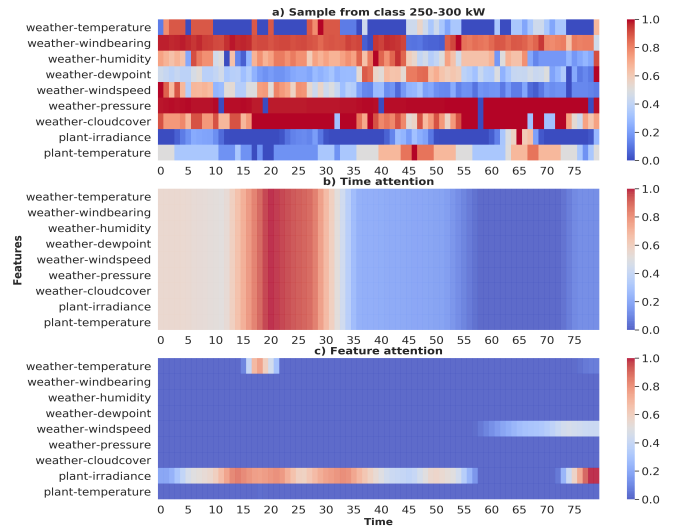 a) Sample from class 250-300 kW
weather-temperature
weather-windbearing
weather-humidity
weather-dewpoint
weather-windspeed
weather-pressure
weather-cloudcover
plant-irradiance
plant-temperature
0 5 10 15 20 25 30 35 40 45 50 55 60 65 70 75
1.0
0.8
0.6
0.4
0.2
0.0
b) Time attention
Features
weather-temperature
weather-windbearing
weather-humidity
weather-dewpoint
weather-windspeed
weather-pressure
weather-cloudcover
plant-irradiance
plant-temperature
0 5 10 15 20 25 30 35 40 45 50 55 60 65 70 75
1.0
0.8
0.6
0.4
0.2
0.0
c) Feature attention
weather-temperature
weather-windbearing
weather-humidity
weather-dewpoint
weather-windspeed
weather-pressure
weather-cloudcover
plant-irradiance
plant-temperature
0 5 10 15 20 25 30 35 40 45 50 55 60 65 70 75
Time
1.0
0.8
0.6
0.4
0.2
0.0